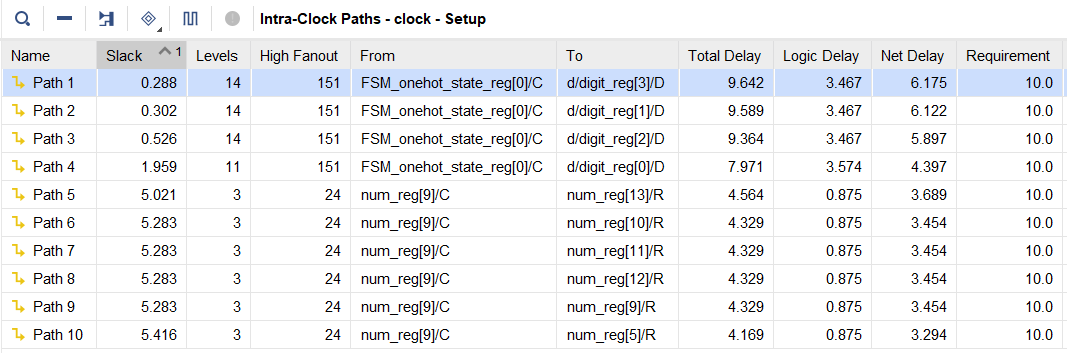 Intra-Clock Paths - clock - Setup
Name Slack 1 Levels High Fanout From To Total Delay Logic Delay Net Delay Requirement
Path 1 0.288 14 151 FSM_onehot_state_reg[0]/C d/digit_reg[3]/D 9.642 3.467 6.175 10.0
Path 2 0.302 14 151 FSM_onehot_state_reg[0]/C d/digit_reg[1]/D 9.589 3.467 6.122 10.0
Path 3 0.526 14 151 FSM_onehot_state_reg[0]/C d/digit_reg[2]/D 9.364 3.467 5.897 10.0
Path 4 1.959 11 151 FSM_onehot_state_reg[0]/C d/digit_reg[0]/D 7.971 3.574 4.397 10.0
Path 5 5.021 3 24 num_reg[9]/C num_reg[13]/R 4.564 0.875 3.689 10.0
Path 6 5.283 3 24 num_reg[9]/C num_reg[10]/R 4.329 0.875 3.454 10.0
Path 7 5.283 3 24 num_reg[9]/C num_reg[11]/R 4.329 0.875 3.454 10.0
Path 8 5.283 3 24 num_reg[9]/C num_reg[12]/R 4.329 0.875 3.454 10.0
Path 9 5.283 3 24 num_reg[9]/C num_reg[9]/R 4.329 0.875 3.454 10.0
Path 10 5.416 3 24 num_reg[9]/C num_reg[5]/R 4.169 0.875 3.294 10.0